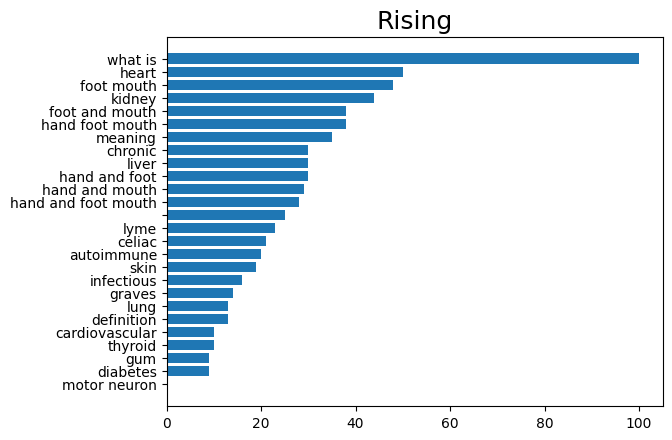 Rising
what is
heart
foot mouth
kidney
foot and mouth
hand foot mouth
meaning
chronic
liver
hand and foot
hand and mouth
hand and foot mouth
lyme
celiac
autoimmune
skin
infectious
graves
lung
definition
cardiovascular
thyroid
gum
diabetes
motor neuron
0 20 40 60 80 100